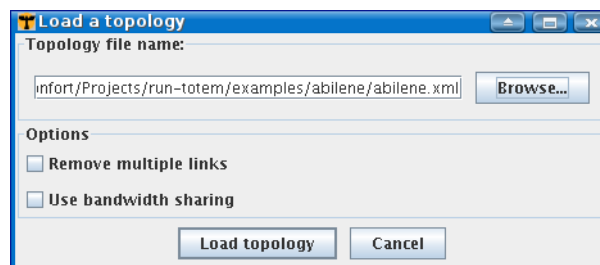 Load a topology
Topology file name:
nfort/Projects/run-totem/examples/abilene/abilene.xml
Browse...
Options
Remove multiple links
Use bandwidth sharing
Load topology
Cancel